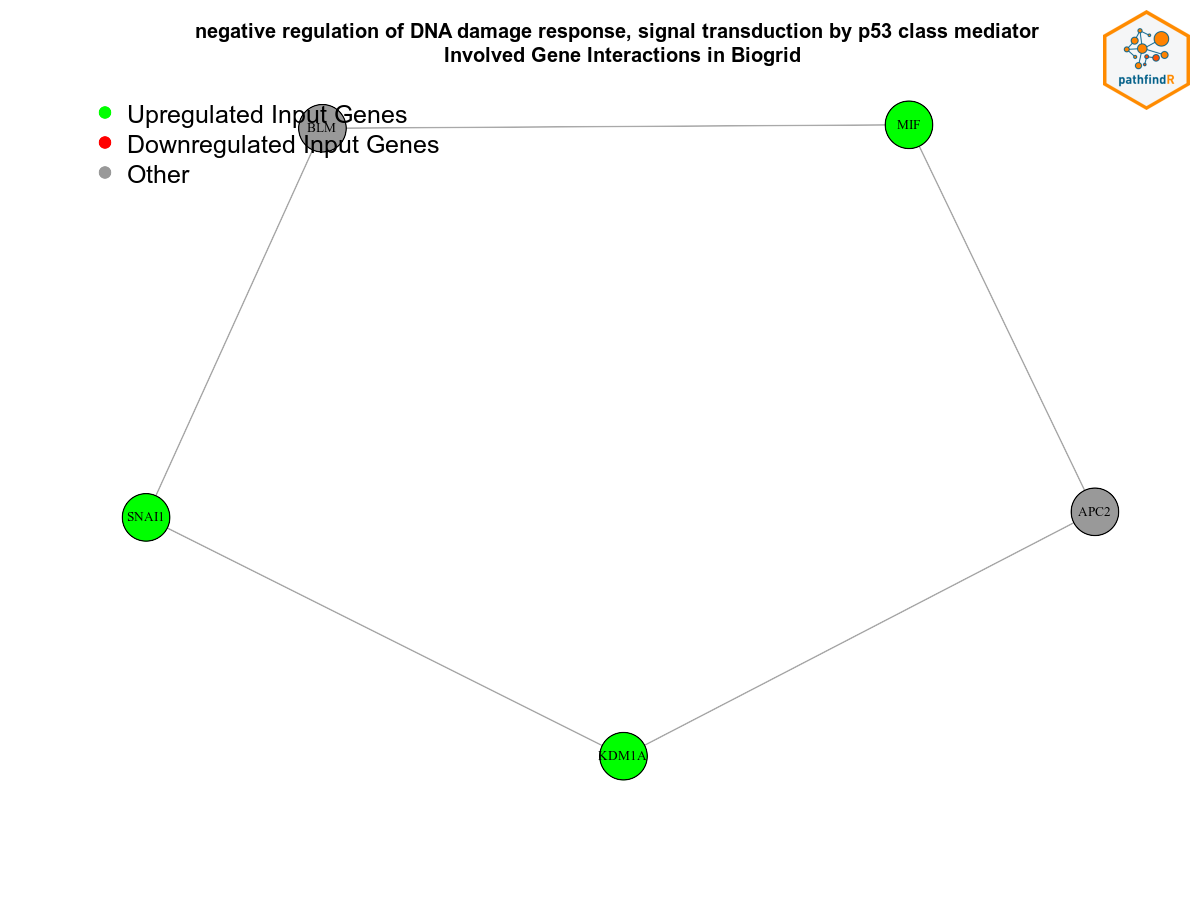 negative regulation of DNA damage response, signal transduction by p53 class mediator
Involved Gene Interactions in Biogrid
pathfindR
Upregulated Input Genes
Downregulated Input Genes
Other
BLM
MIF
SNAI1
APC2
KDM1A